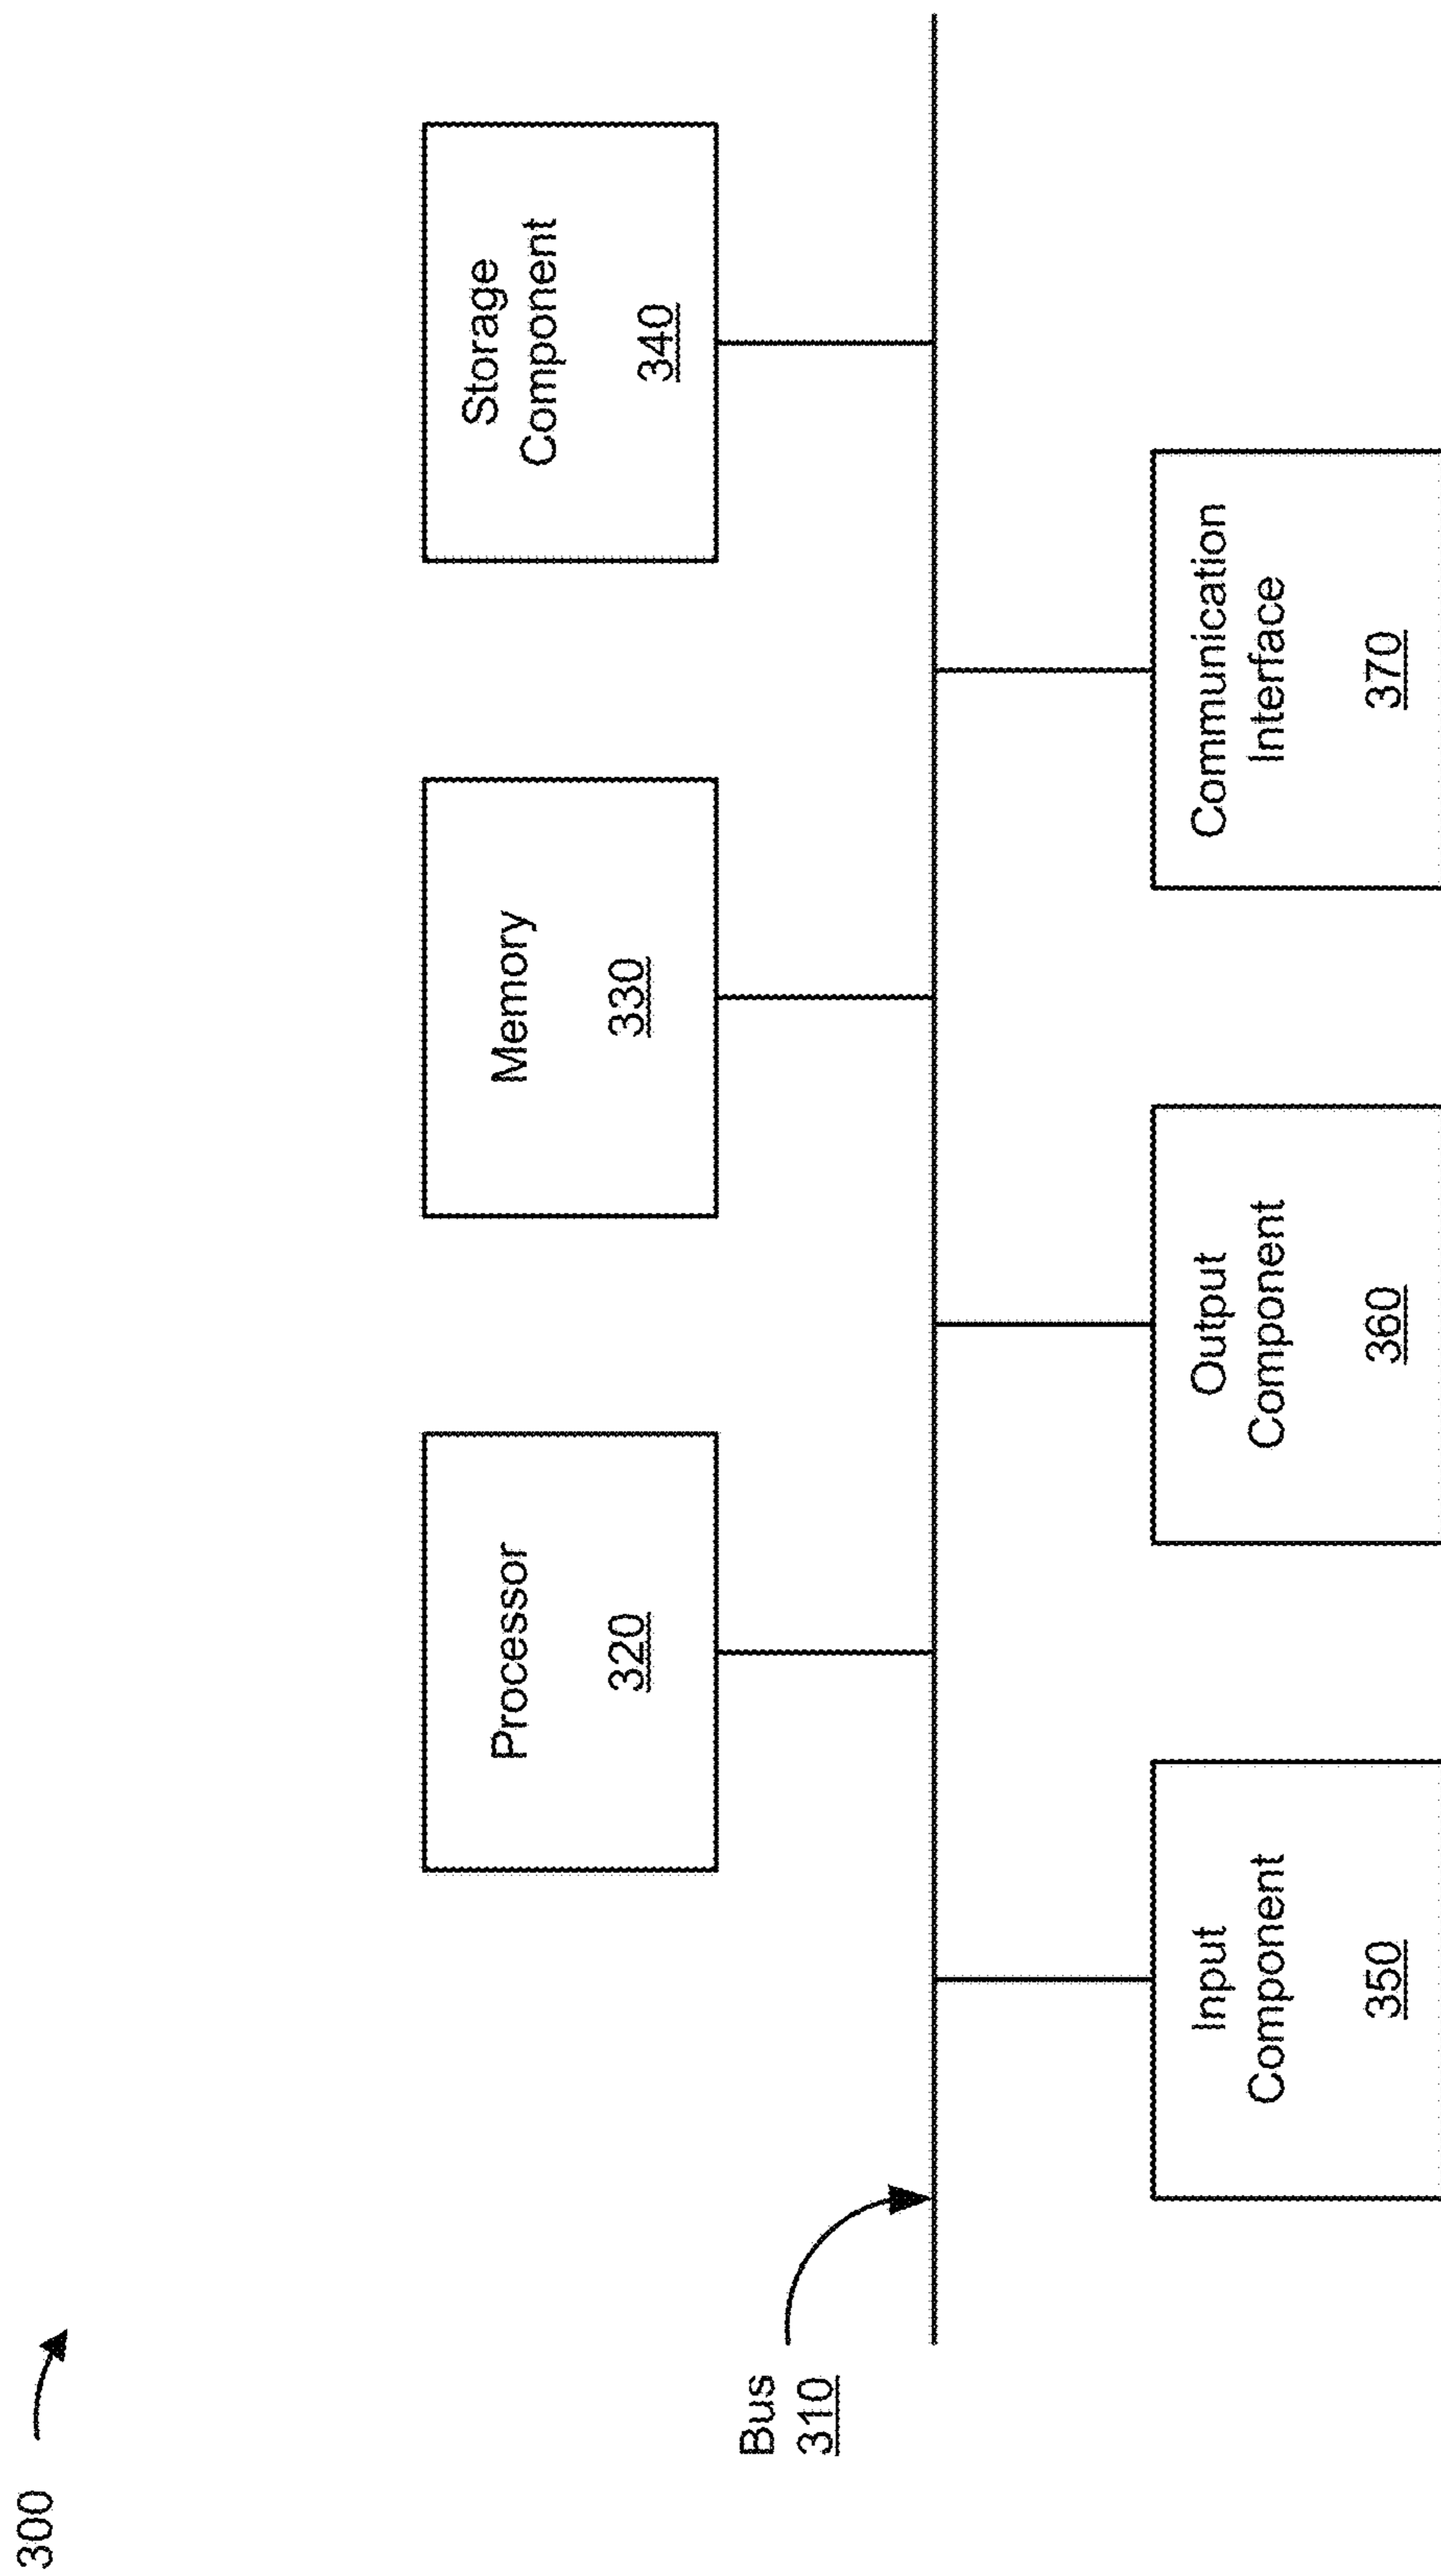 300
Bus
310
Processor
320
Memory
330
Storage
Component
340
Input
Component
350
Output
Component
360
Communication
Interface
370